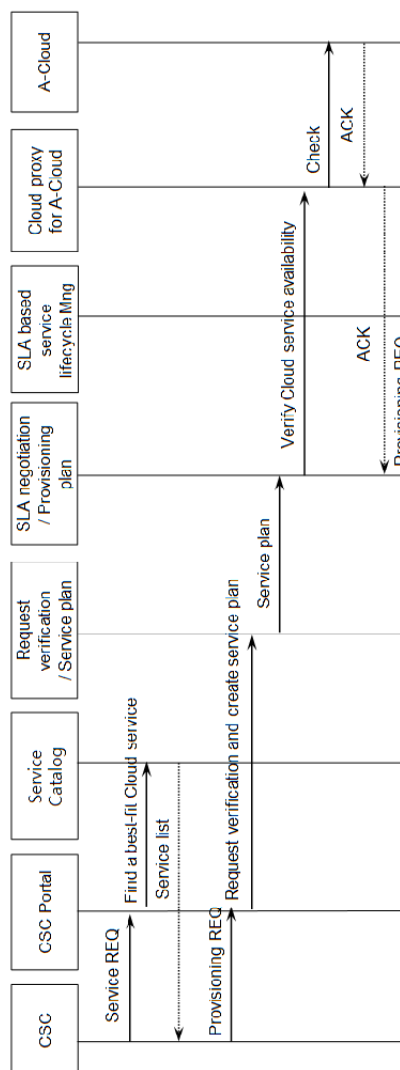 CSC
CSC Portal
Service
Catalog
Request
verification
/ Service plan
SLA negotiation
/ Provisioning
plan
SLA based
service
lifecycle Mng
Cloud proxy
for A-Cloud
A-Cloud
Service REQ
Find a best-fit Cloud service
Service list
Provisioning REQ
Request verification and create service plan
Service plan
Verify Cloud service availability
Check
ACK
ACK
Provisioning REQ